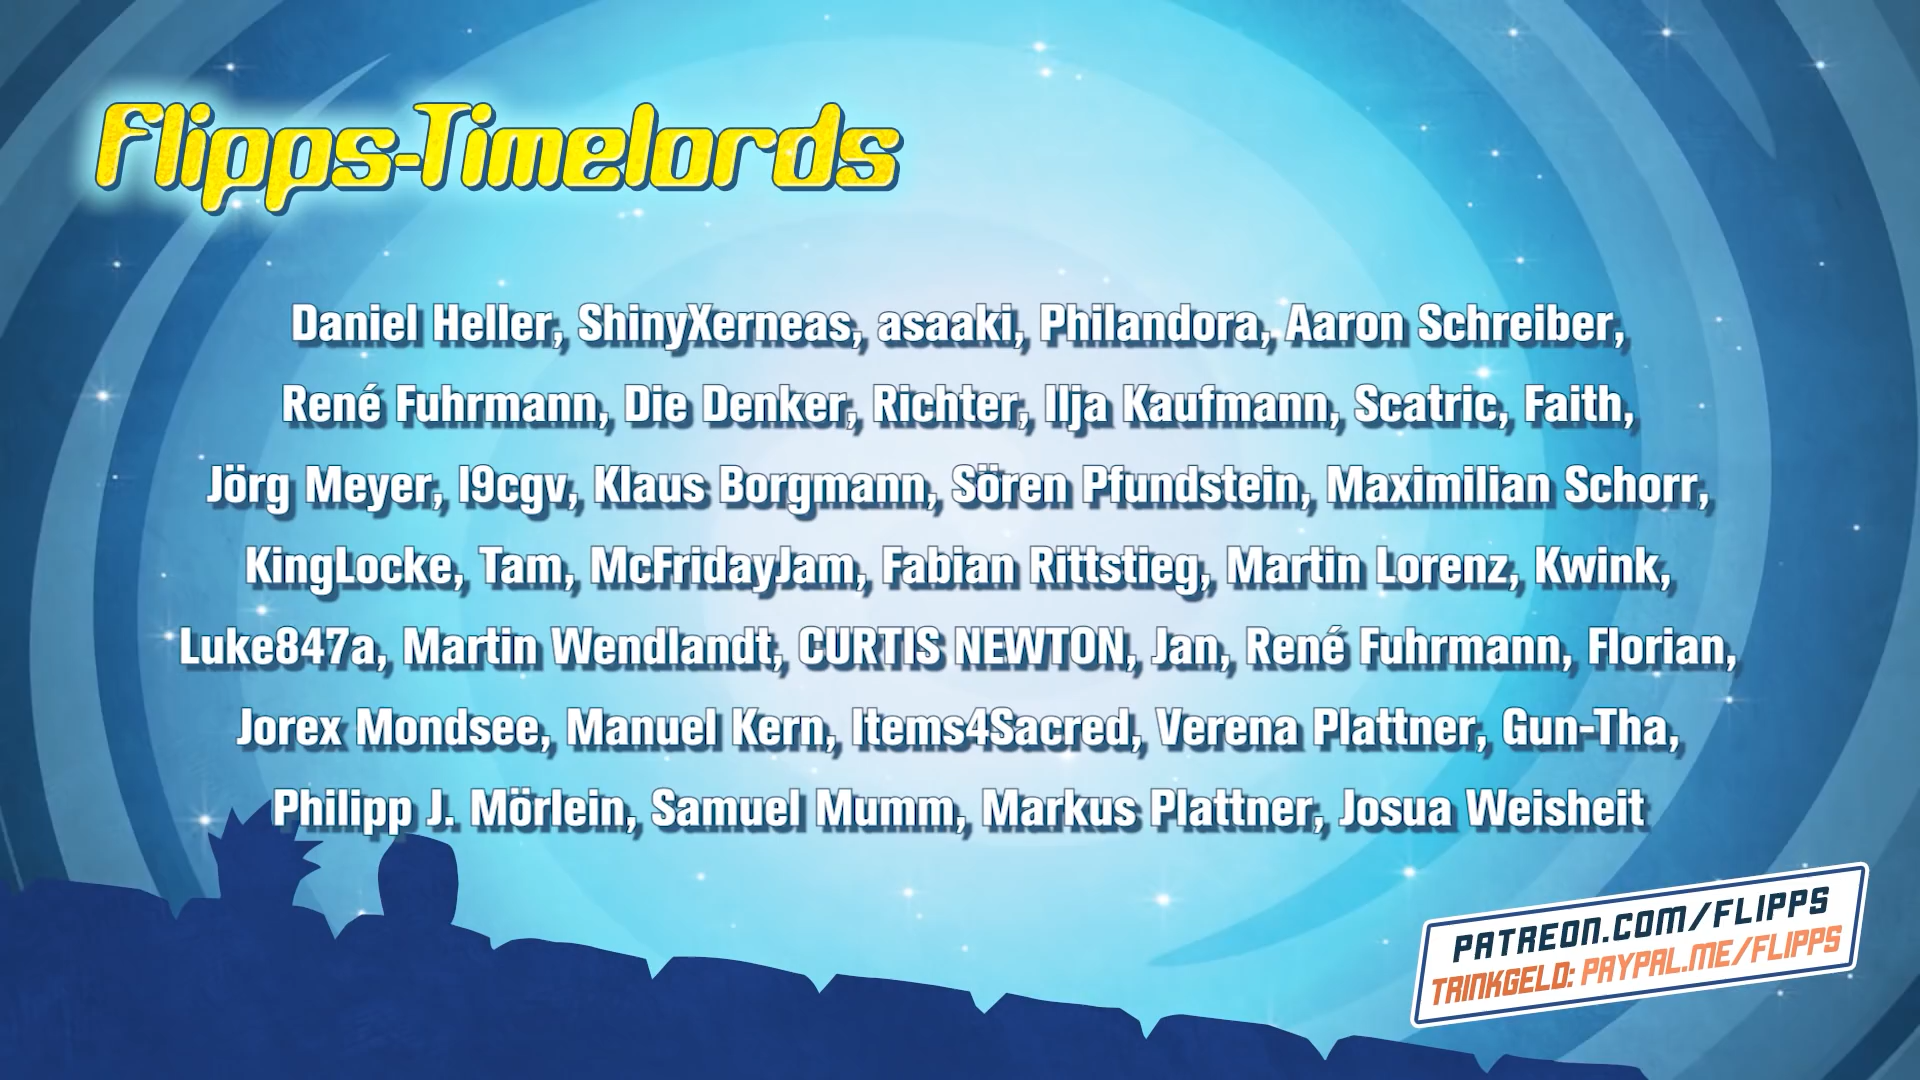 Flipps-Timelords
Daniel Heller, ShinyXerneas, asaaki, Philandora, Aaron Schreiber,
René Fuhrmann, Die Denker, Richter, Ilja Kaufmann, Scatric, Faith,
Jörg Meyer, l9cgv, Klaus Borgmann, Sören Pfundstein, Maximilian Schorr,
KingLocke, Tam, McFridayJam, Fabian Rittstieg, Martin Lorenz, Kwink,
Luke847a, Martin Wendlandt, CURTIS NEWTON, Jan, René Fuhrmann, Florian,
Jorex Mondsee, Manuel Kern, Items4Sacred, Verena Plattner, Gun-Tha,
Philipp J. Mörlein, Samuel Mumm, Markus Plattner, Josua Weisheit
PATREON.COM/FLIPPS
TRINKGELD: PAYPAL.ME/FLIPPS